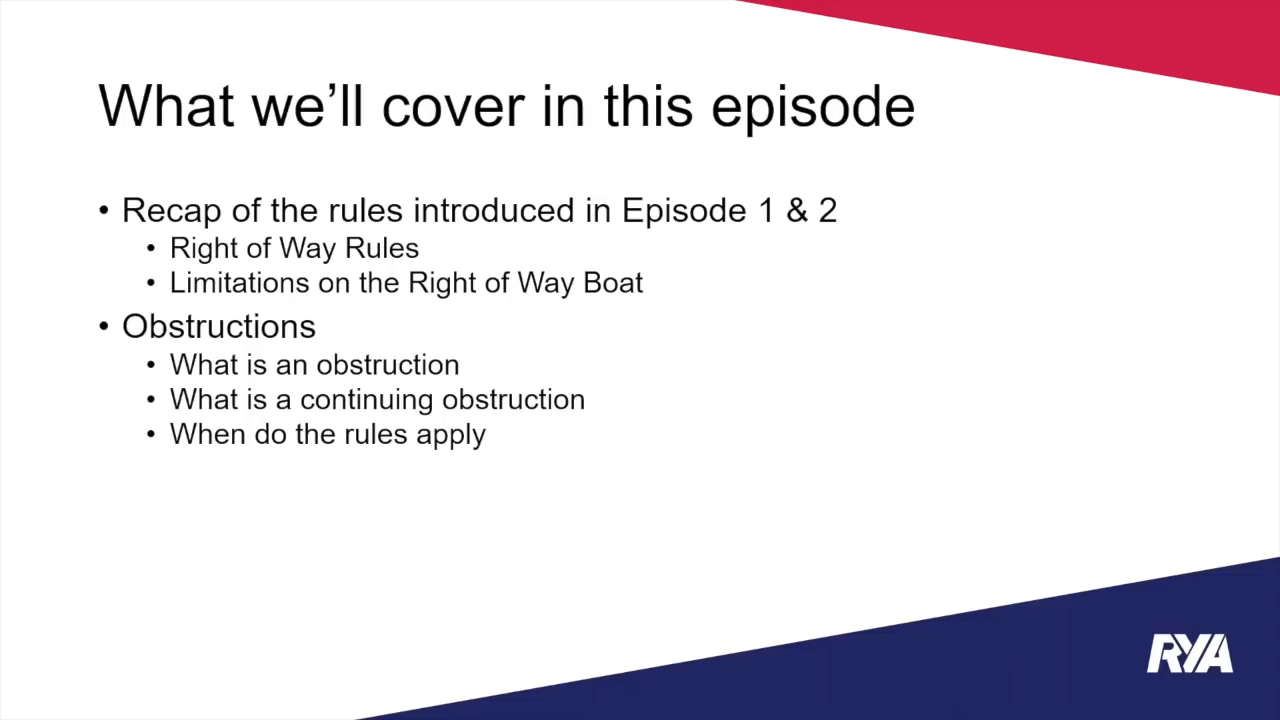 What we'll cover in this episode
• Recap of the rules introduced in Episode 1 & 2
• Right of Way Rules
• Limitations on the Right of Way Boat
• Obstructions
• What is an obstruction
• What is a continuing obstruction
• When do the rules apply
RYA